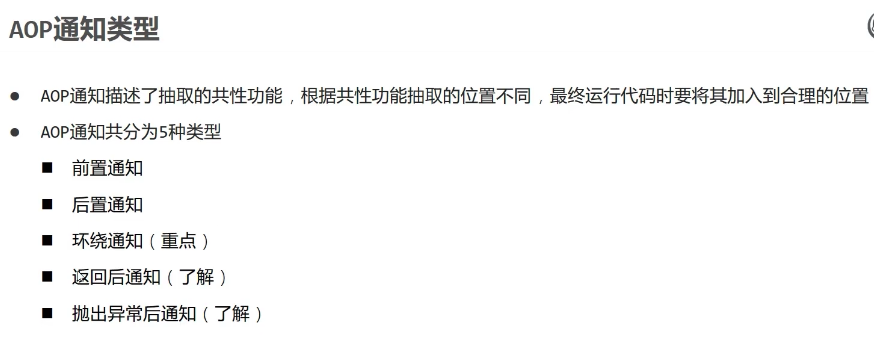 AOP通知类型
AOP通知描述了抽取的共性功能，根据共性功能抽取的位置不同，最终运行代码时要将其加入到合理的位置
AOP通知共分为5种类型
前置通知
后置通知
环绕通知（重点）
返回后通知（了解）
抛出异常后通知（了解）